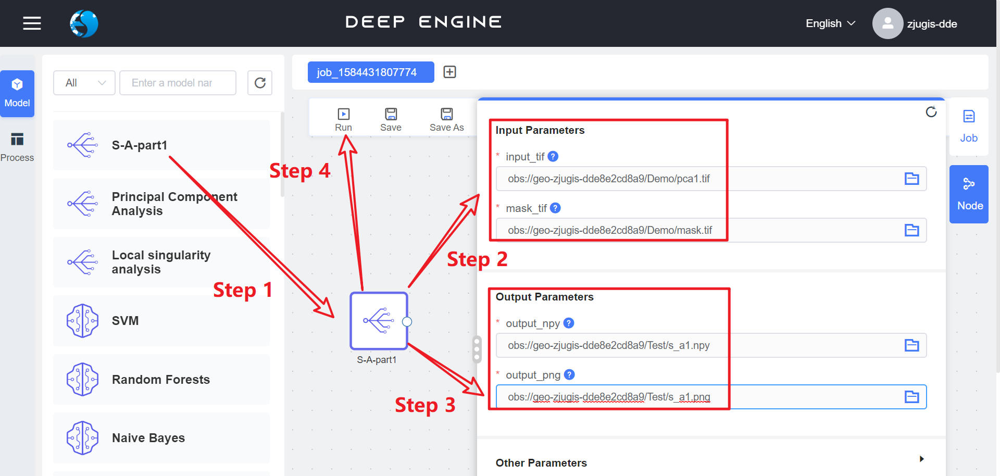 DEEP ENGINE
English
zjugis-dde
Model
Process
All
Enter a model nar
S-A-part1
Principal Component
Analysis
Local singularity
analysis
SVM
Random Forests
Naive Bayes
job_1584431807774
Run
Save
Save As
Step 4
Step 1
Step 2
Step 3
S-A-part1
Input Parameters
* input_tif ?
obs://geo-zjugis-dde8e2cd8a9/Demo/pca1.tif
* mask_tif ?
obs://geo-zjugis-dde8e2cd8a9/Demo/mask.tif
Output Parameters
* output_npy ?
obs://geo-zjugis-dde8e2cd8a9/Test/s_a1.npy
* output_png ?
obs://geo-zjugis-dde8e2cd8a9/Test/s_a1.png
Other Parameters
Job
Node